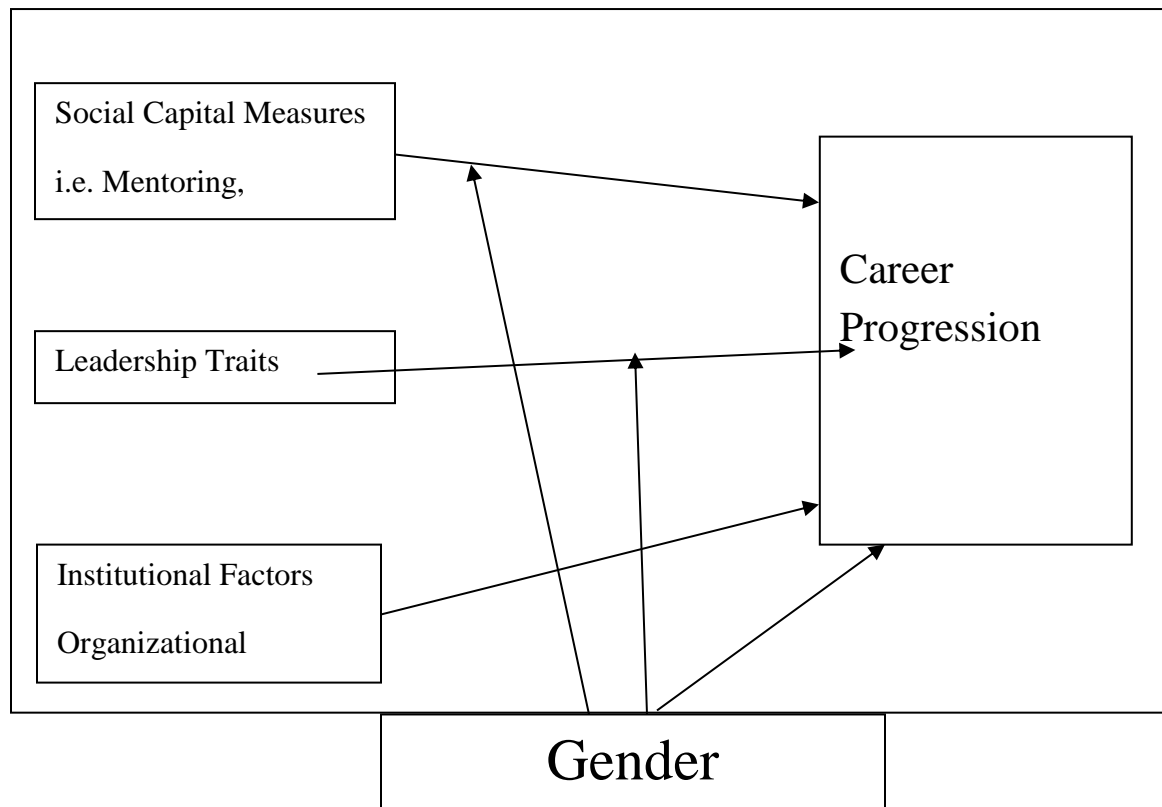 Social Capital Measures
i.e. Mentoring,
Career
Progression
Leadership Traits
Institutional Factors
Organizational
Gender